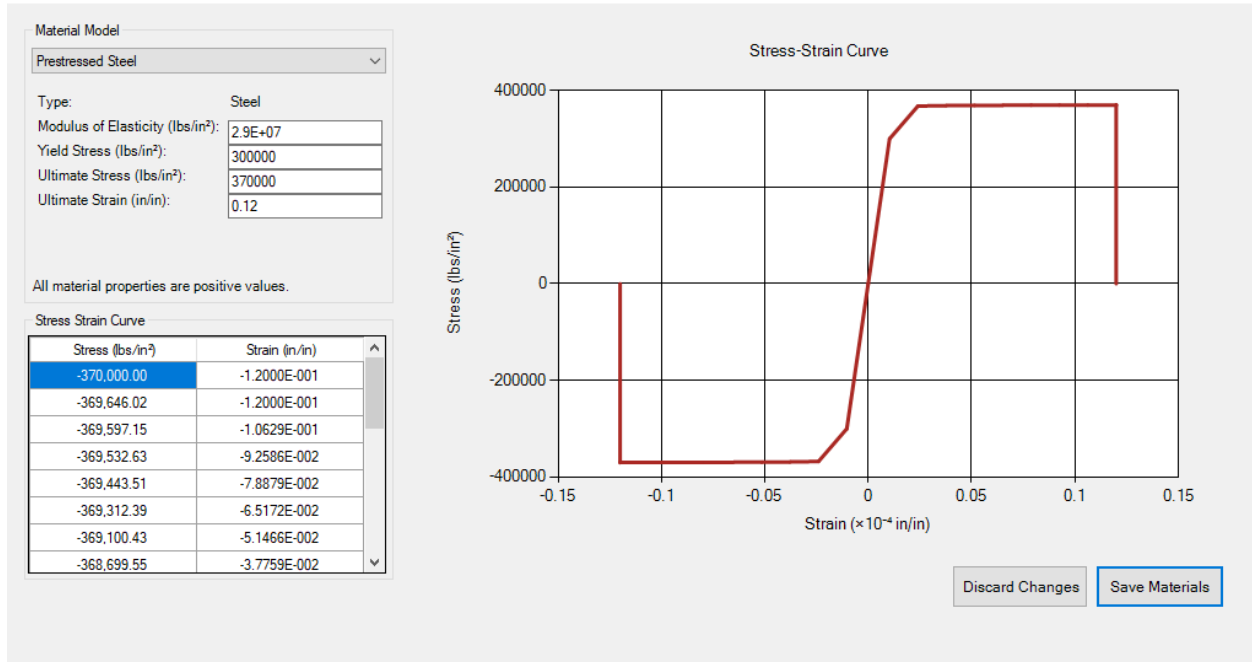 Material Model
Prestressed Steel
Type: Steel
Modulus of Elasticity (lbs/in²): 2.9E+07
Yield Stress (lbs/in²): 300000
Ultimate Stress (lbs/in²): 370000
Ultimate Strain (in/in): 0.12
All material properties are positive values.
Stress Strain Curve
Stress (lbs/in²) Strain (in/in)
-370,000.00 -1.2000E-001
-369,646.02 -1.2000E-001
-369,597.15 -1.0629E-001
-369,532.63 -9.2586E-002
-369,443.51 -7.8879E-002
-369,312.39 -6.5172E-002
-369,100.43 -5.1466E-002
-368,699.55 -3.7759E-002
Stress-Strain Curve
Stress (lbs/in²)
400000
200000
0
-200000
-400000
-0.15 -0.1 -0.05 0 0.05 0.1 0.15
Strain (×10⁻⁴ in/in)
Discard Changes Save Materials